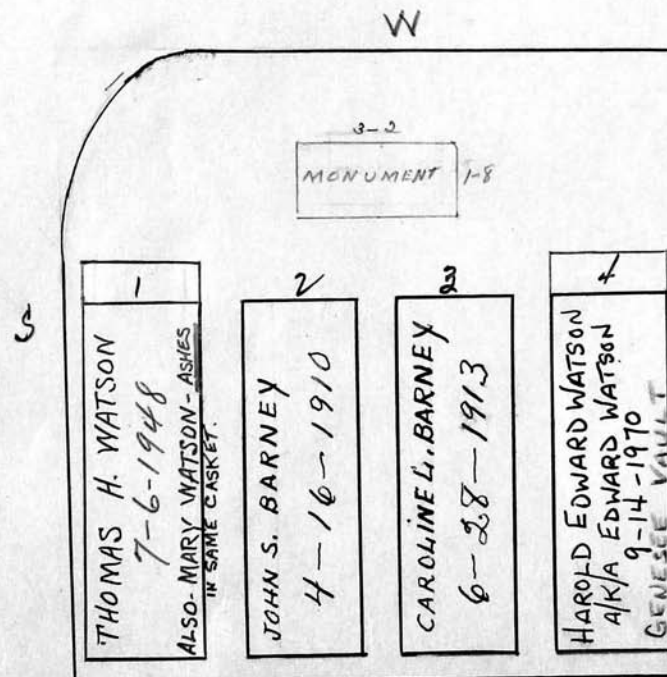 W
3-2
MONUMENT 1-8
S
1
THOMAS H. WATSON
7-6-1948
ALSO-MARY WATSON-ASHES
IN SAME CASKET.
2
JOHN S. BARNEY
4-16-1910
3
CAROLINE L. BARNEY
6-28-1913
4
HAROLD EDWARD WATSON
A/K/A EDWARD WATSON
9-14-1970
GENESEE VAULT